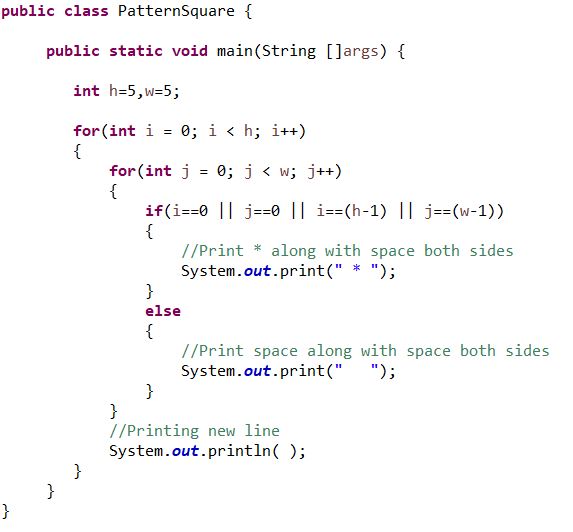 public class PatternSquare {
public static void main(String []args) {
int h=5,w=5;
for(int i = 0; i < h; i++)
{
for(int j = 0; j < w; j++)
{
if(i==0 || j==0 || i==(h-1) || j==(w-1))
{
//Print * along with space both sides
System.out.print(" * ");
}
else
{
//Print space along with space both sides
System.out.print("   ");
}
}
//Printing new line
System.out.println( );
}
}
}